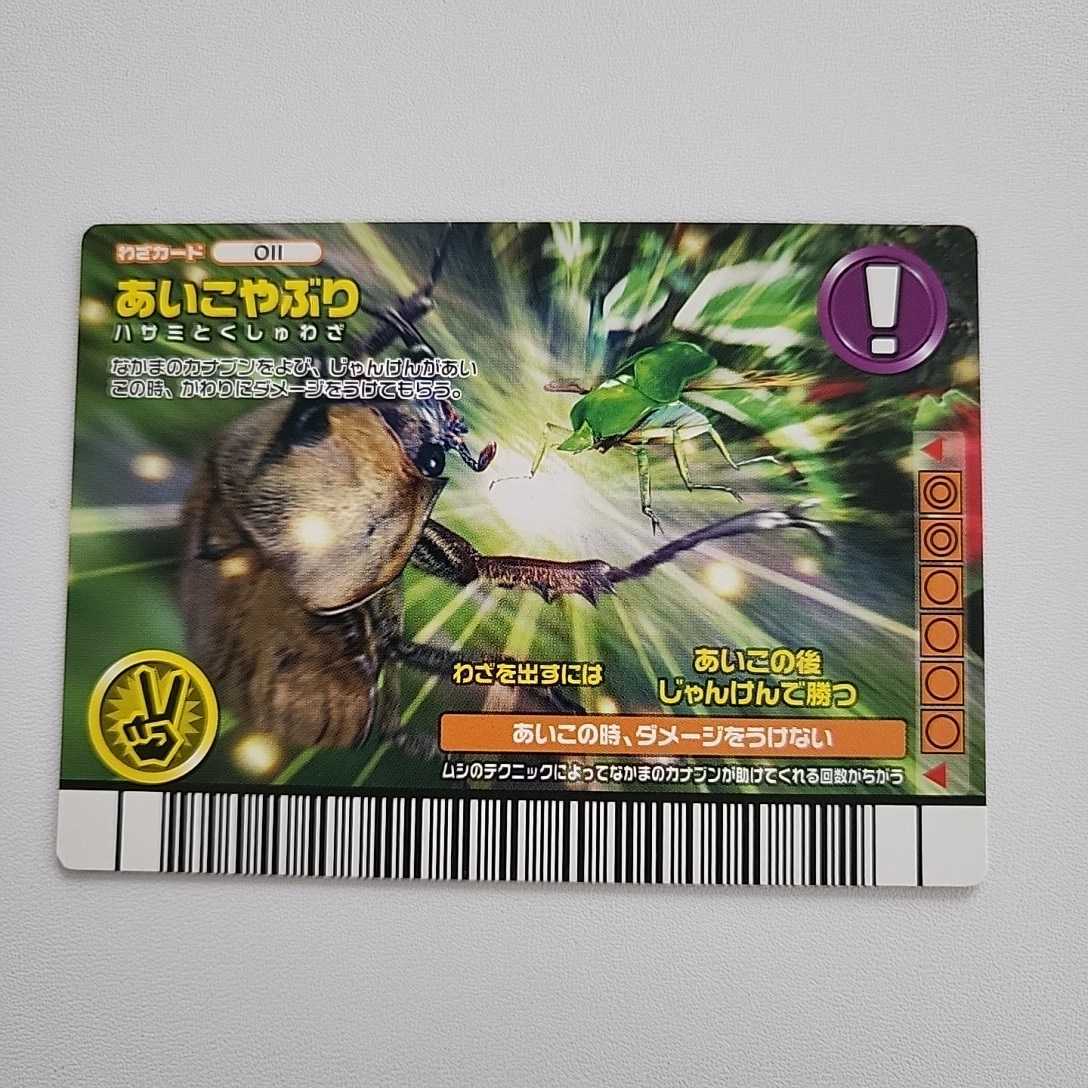 わざカード 011
あいこやぶり
ハサミとくしゅわざ
なかまのカナブンをよび、じゃんけんがあい
この時、かわりにダメージをうけてもらう。
わざを出すには
あいこの後
じゃんけんで勝つ
あいこの時、ダメージをうけない
ムシのテクニックによってなかまのカナブンが助けてくれる回数がちがう